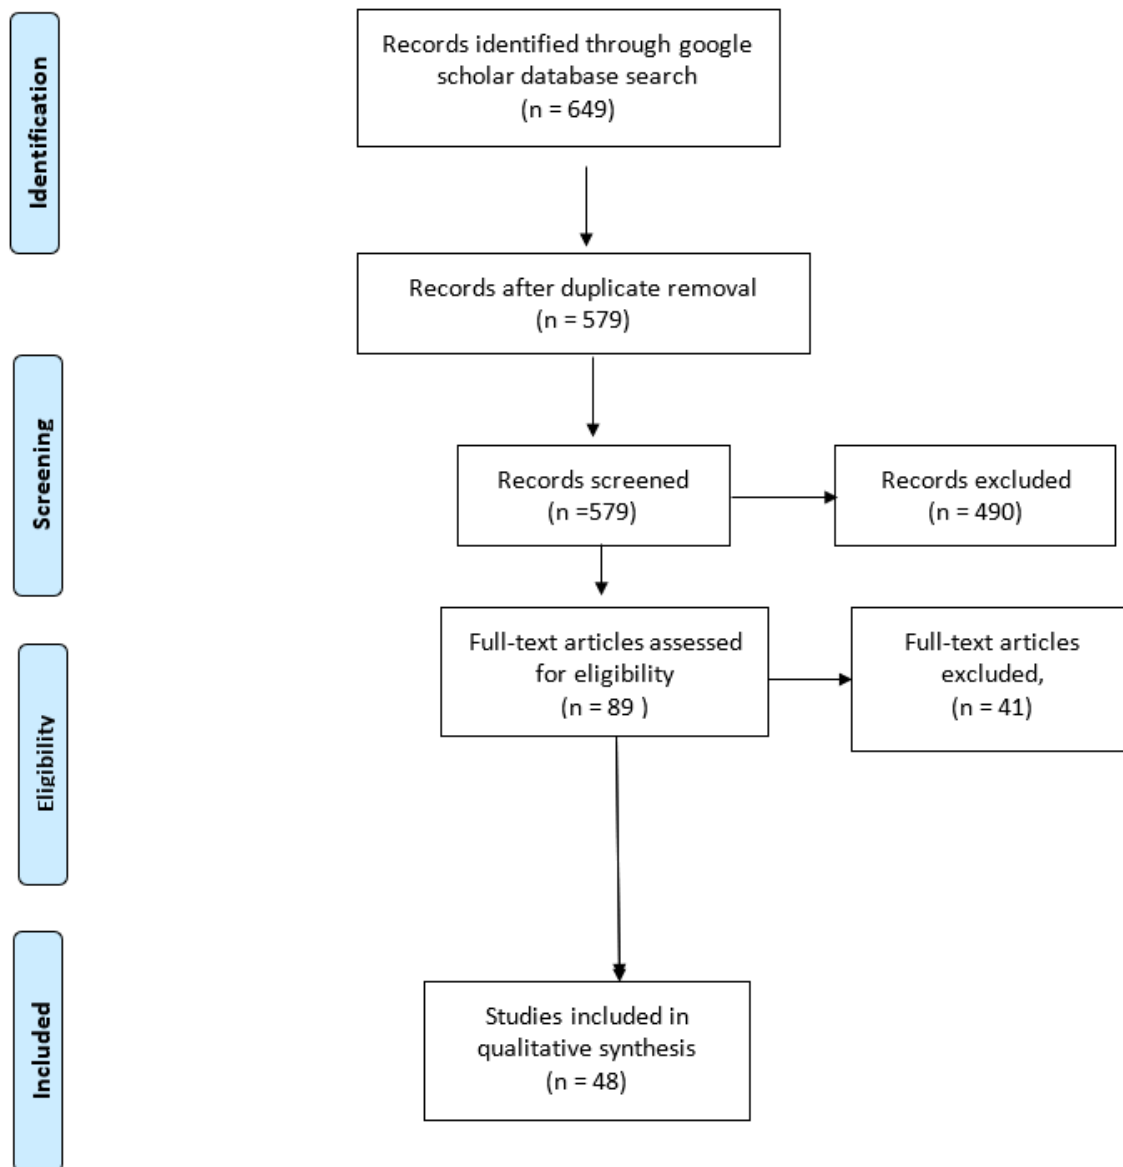 Identification
Records identified through google
scholar database search
(n = 649)
Records after duplicate removal
(n = 579)
Screening
Records screened
(n =579)
Records excluded
(n = 490)
Eligibility
Full-text articles assessed
for eligibility
(n = 89 )
Full-text articles
excluded,
(n = 41)
Included
Studies included in
qualitative synthesis
(n = 48)